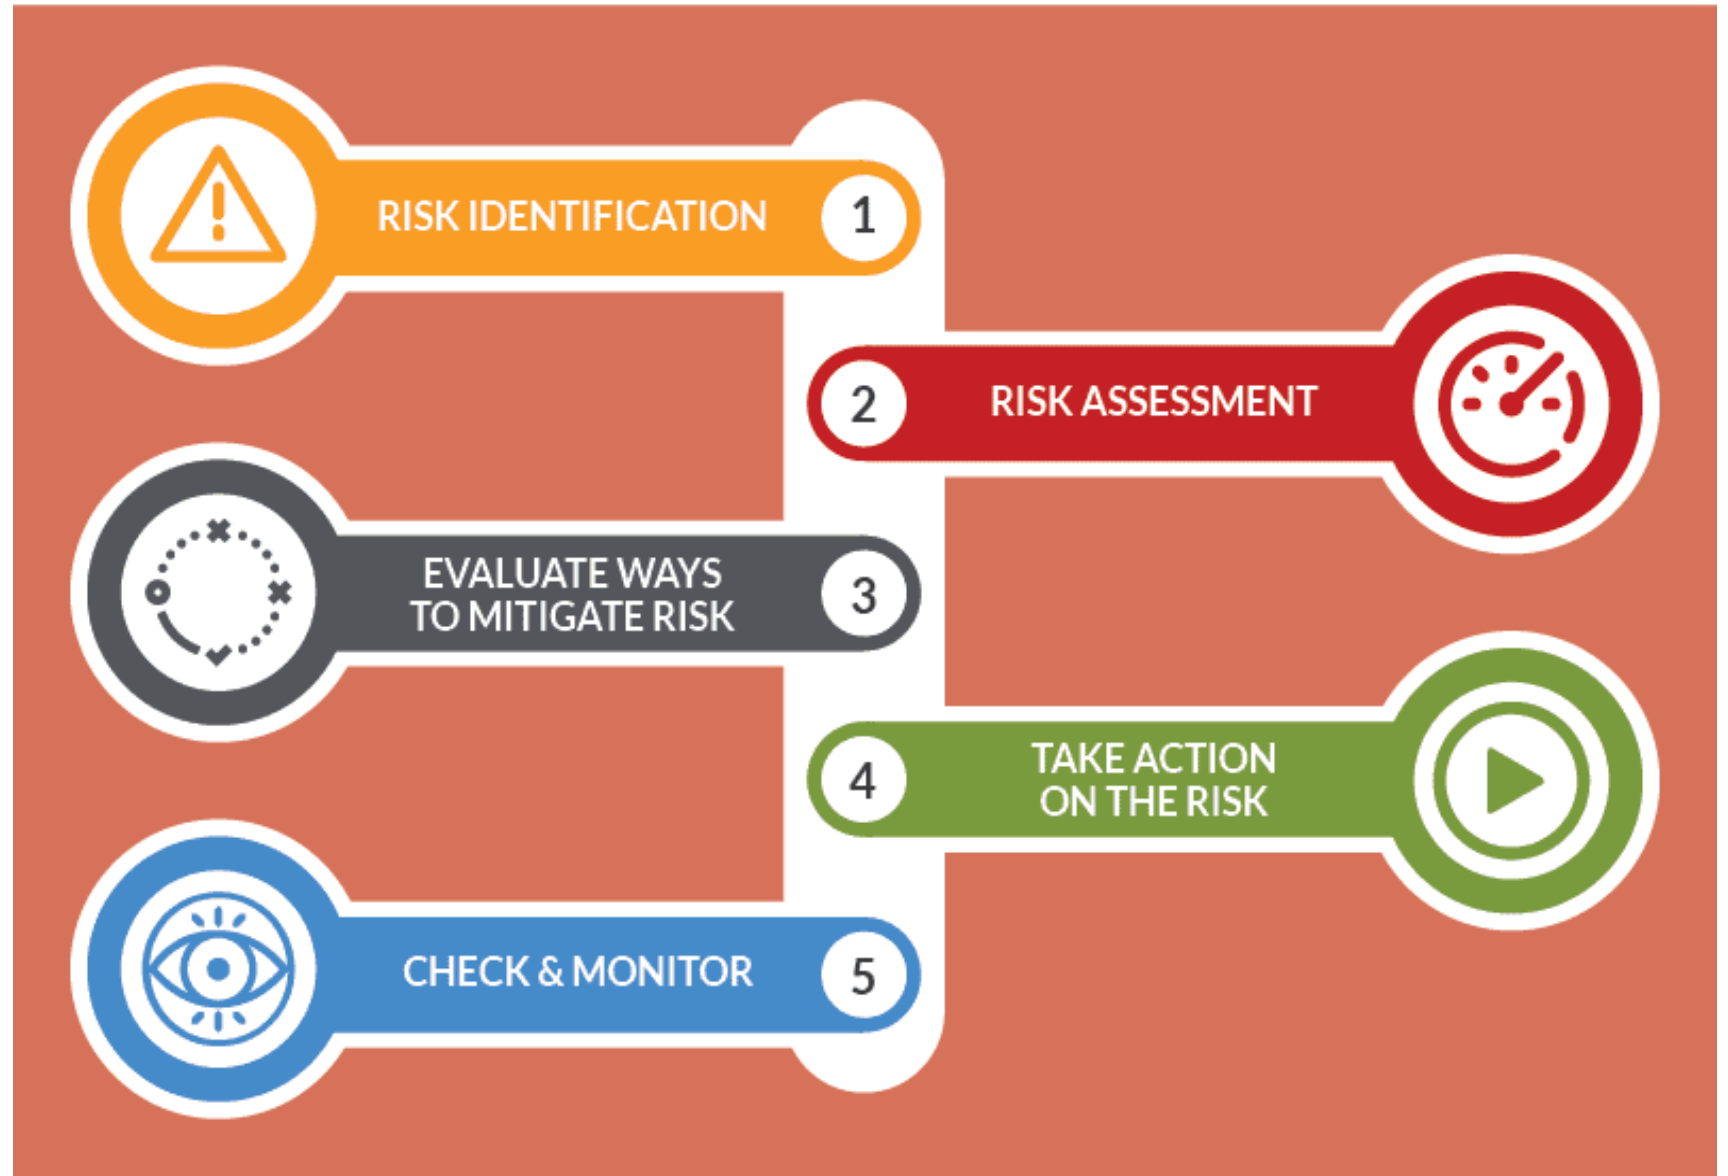 RISK IDENTIFICATION 1
2 RISK ASSESSMENT
EVALUATE WAYS
TO MITIGATE RISK 3
4 TAKE ACTION
ON THE RISK
CHECK & MONITOR 5